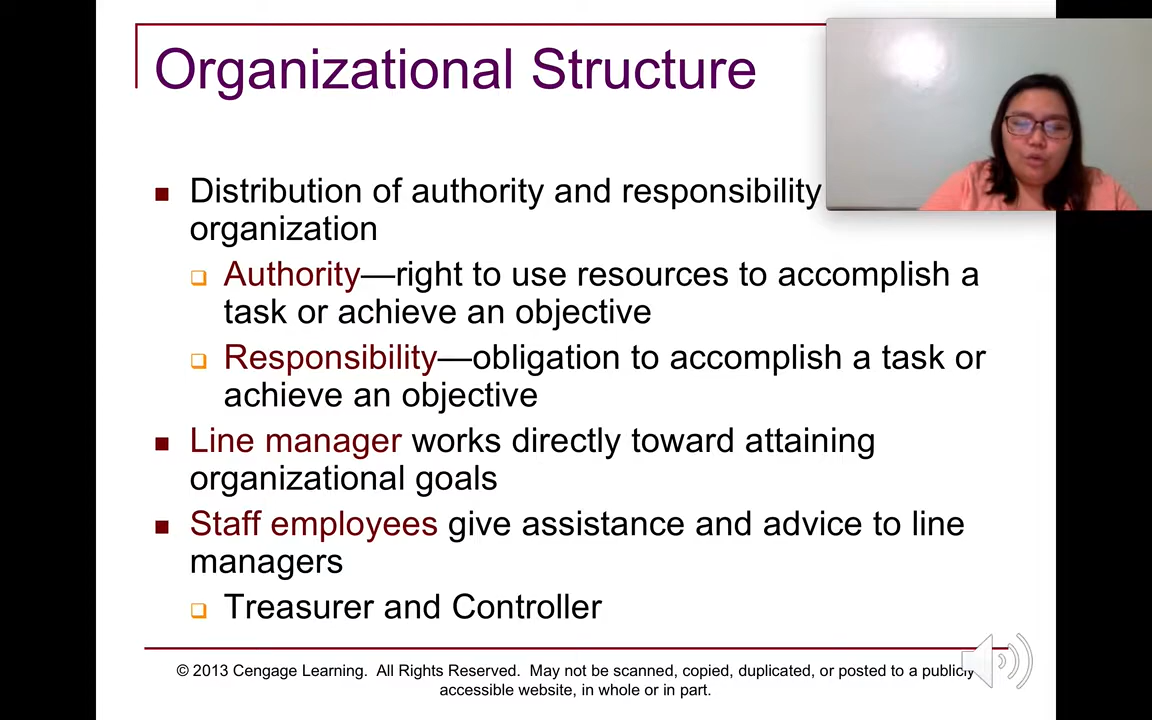 Organizational Structure
Distribution of authority and responsibility
organization
Authority—right to use resources to accomplish a
task or achieve an objective
Responsibility—obligation to accomplish a task or
achieve an objective
Line manager works directly toward attaining
organizational goals
Staff employees give assistance and advice to line
managers
Treasurer and Controller
© 2013 Cengage Learning. All Rights Reserved. May not be scanned, copied, duplicated, or posted to a publicly
accessible website, in whole or in part.